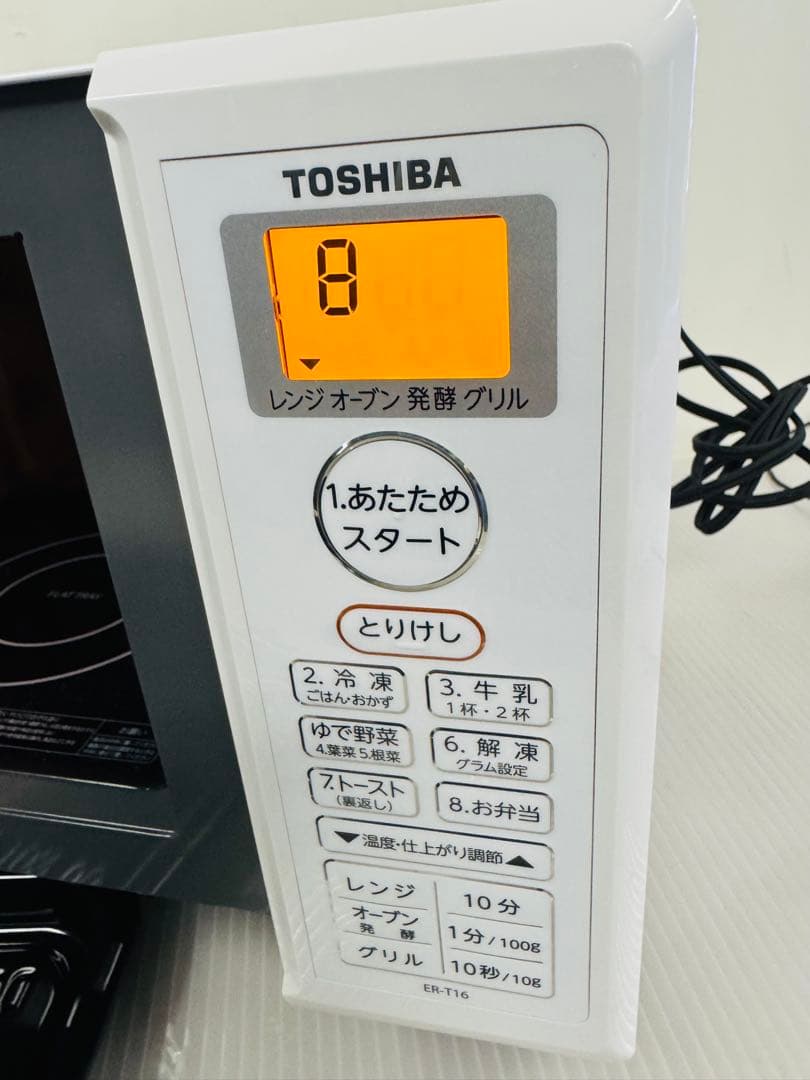 TOSHIBA
8
レンジ オーブン 発酵 グリル
1.あたため
スタート
とりけし
2. 冷凍
ごはん・おかず
3. 牛乳
1杯・2杯
ゆで野菜
4.葉菜 5.根菜
6. 解凍
グラム設定
7.トースト
(裏返し)
8.お弁当
▼温度・仕上がり調節▲
レンジ
オーブン
発酵
グリル
10分
1分/100g
10秒/10g
ER-T16
FLAT TRAY